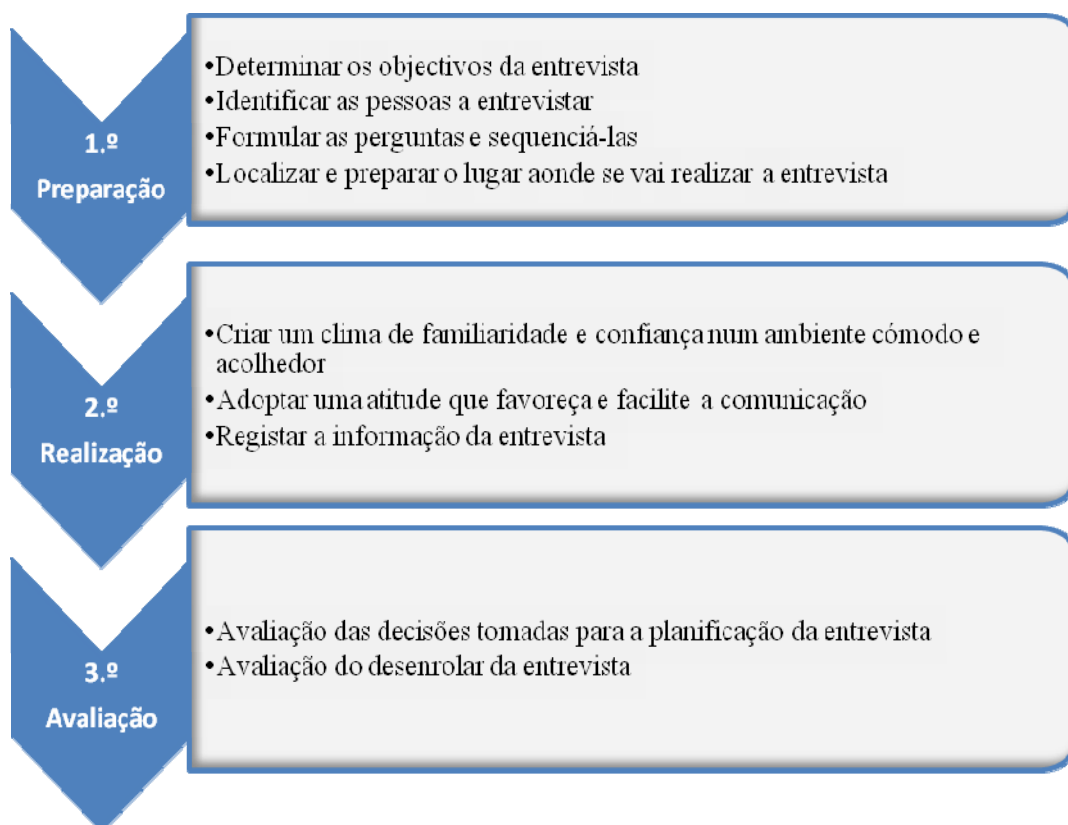 1.º
Preparação
•Determinar os objectivos da entrevista
•Identificar as pessoas a entrevistar
•Formular as perguntas e sequenciá-las
•Localizar e preparar o lugar aonde se vai realizar a entrevista
2.º
Realização
•Criar um clima de familiaridade e confiança num ambiente cómodo e
acolhedor
•Adoptar uma atitude que favoreça e facilite a comunicação
•Registar a informação da entrevista
3.º
Avaliação
•Avaliação das decisões tomadas para a planificação da entrevista
•Avaliação do desenrolar da entrevista